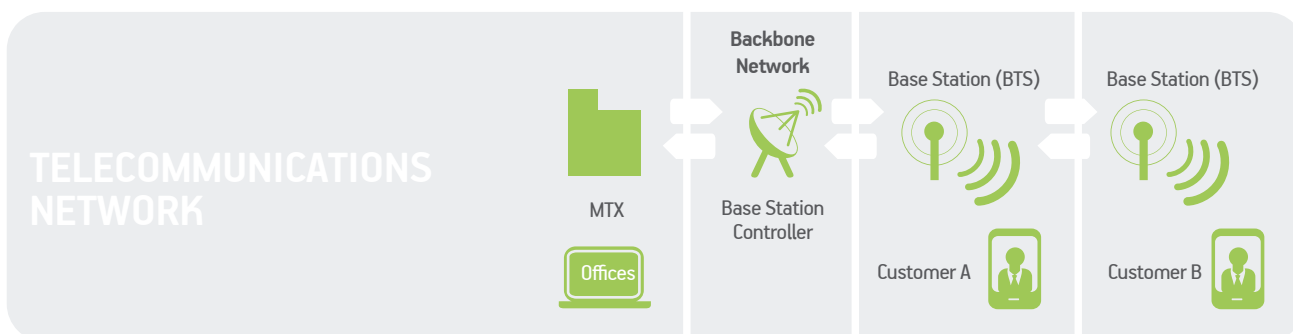 TELECOMMUNICATIONS
NETWORK
MTX
Offices
Backbone
Network
Base Station
Controller
Base Station (BTS)
Customer A
Base Station (BTS)
Customer B